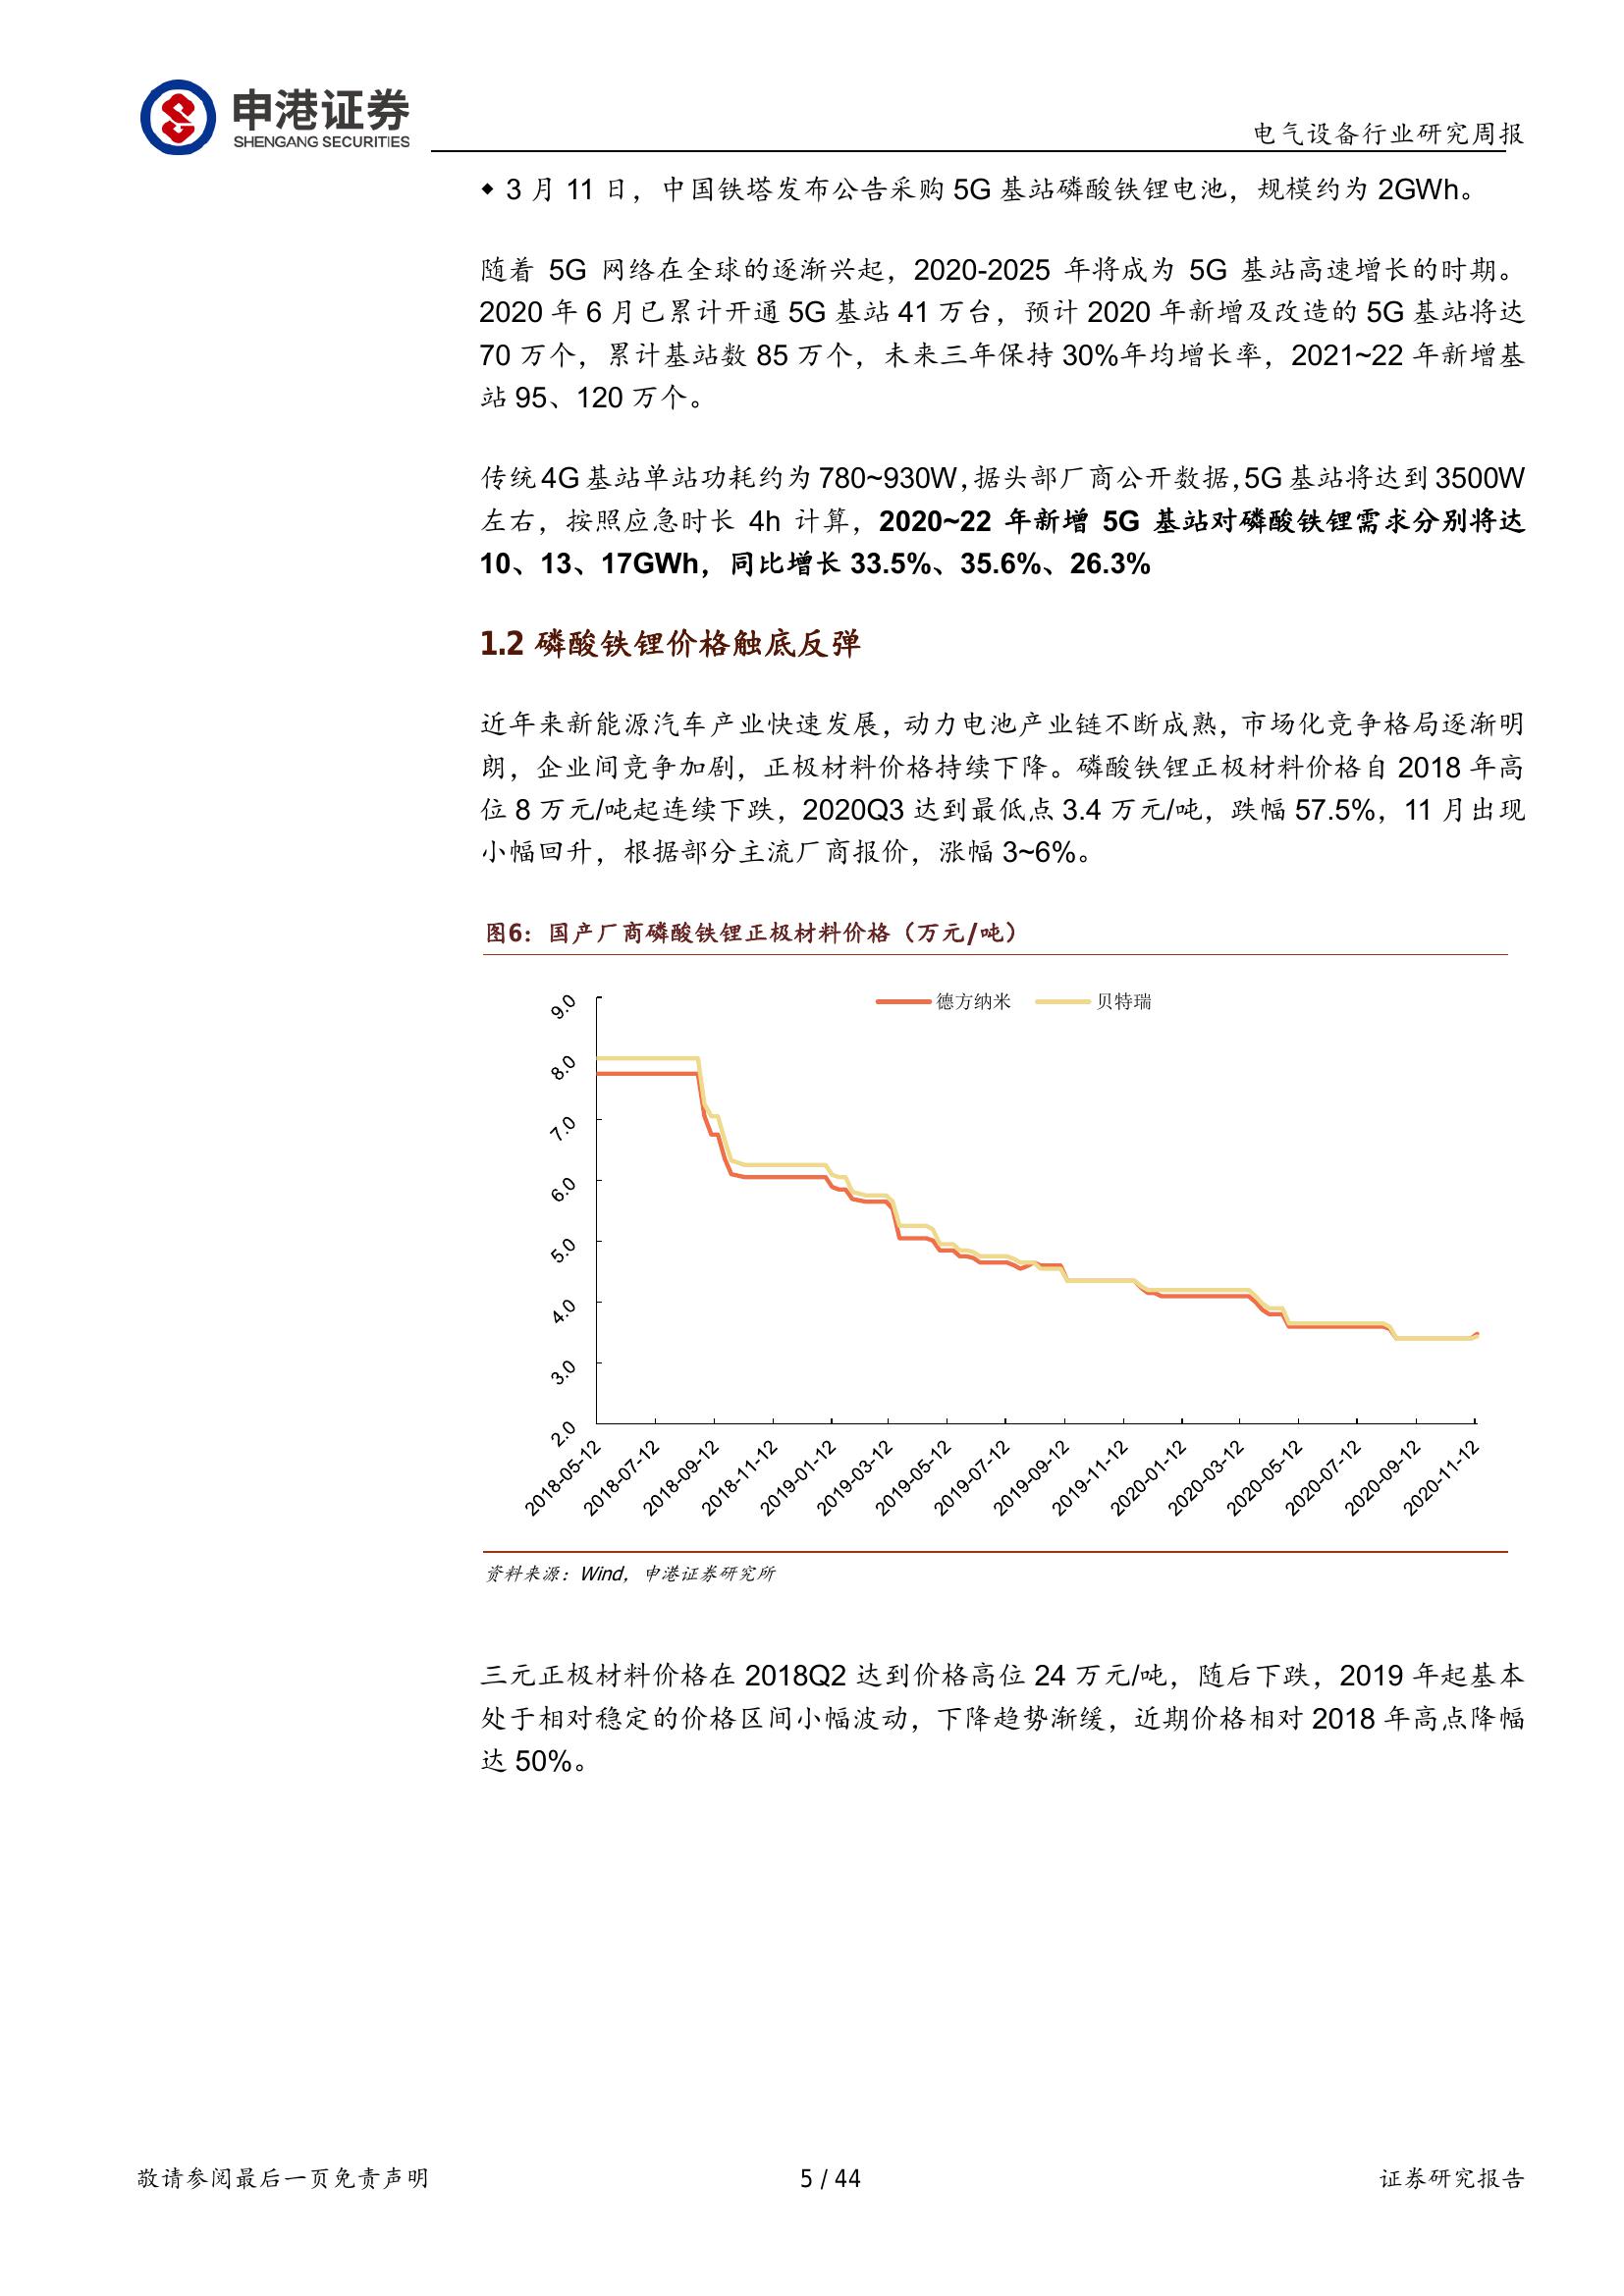 申港证券
SHENGANG SECURITIES
电气设备行业研究周报
◆ 3 月 11 日，中国铁塔发布公告采购 5G 基站磷酸铁锂电池，规模约为 2GWh。
随着 5G 网络在全球的逐渐兴起，2020-2025 年将成为 5G 基站高速增长的时期。
2020 年 6 月已累计开通 5G 基站 41 万台，预计 2020 年新增及改造的 5G 基站将达
70 万个，累计基站数 85 万个，未来三年保持 30%年均增长率，2021~22 年新增基
站 95、120 万个。
传统 4G 基站单站功耗约为 780~930W，据头部厂商公开数据，5G 基站将达到 3500W
左右，按照应急时长 4h 计算，2020~22 年新增 5G 基站对磷酸铁锂需求分别将达
10、13、17GWh，同比增长 33.5%、35.6%、26.3%
1.2 磷酸铁锂价格触底反弹
近年来新能源汽车产业快速发展，动力电池产业链不断成熟，市场化竞争格局逐渐明
朗，企业间竞争加剧，正极材料价格持续下降。磷酸铁锂正极材料价格自 2018 年高
位 8 万元/吨起连续下跌，2020Q3 达到最低点 3.4 万元/吨，跌幅 57.5%，11 月出现
小幅回升，根据部分主流厂商报价，涨幅 3~6%。
图6：国产厂商磷酸铁锂正极材料价格（万元/吨）
德方纳米 贝特瑞
9.0
8.0
7.0
6.0
5.0
4.0
3.0
2.0
2018-05-12
2018-07-12
2018-09-12
2018-11-12
2019-01-12
2019-03-12
2019-05-12
2019-07-12
2019-09-12
2019-11-12
2020-01-12
2020-03-12
2020-05-12
2020-07-12
2020-09-12
2020-11-12
资料来源：Wind，申港证券研究所
三元正极材料价格在 2018Q2 达到价格高位 24 万元/吨，随后下跌，2019 年起基本
处于相对稳定的价格区间小幅波动，下降趋势渐缓，近期价格相对 2018 年高点降幅
达 50%。
敬请参阅最后一页免责声明
5 / 44
证券研究报告